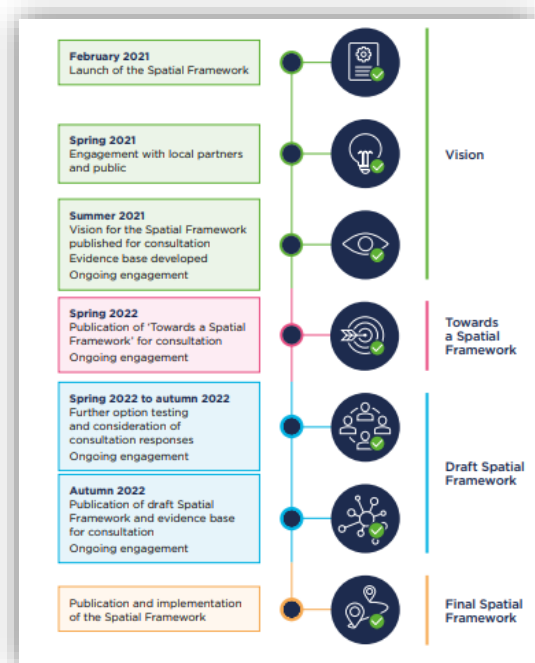 February 2021
Launch of the Spatial Framework
Spring 2021
Engagement with local partners
and public
Vision
Summer 2021
Vision for the Spatial Framework
published for consultation
Evidence base developed
Ongoing engagement
Spring 2022
Publication of ‘Towards a Spatial
Framework’ for consultation
Ongoing engagement
Towards
a Spatial
Framework
Spring 2022 to autumn 2022
Further option testing
and consideration of
consultation responses
Ongoing engagement
Draft Spatial
Framework
Autumn 2022
Publication of draft Spatial
Framework and evidence base
for consultation
Ongoing engagement
Publication and implementation
of the Spatial Framework
Final Spatial
Framework